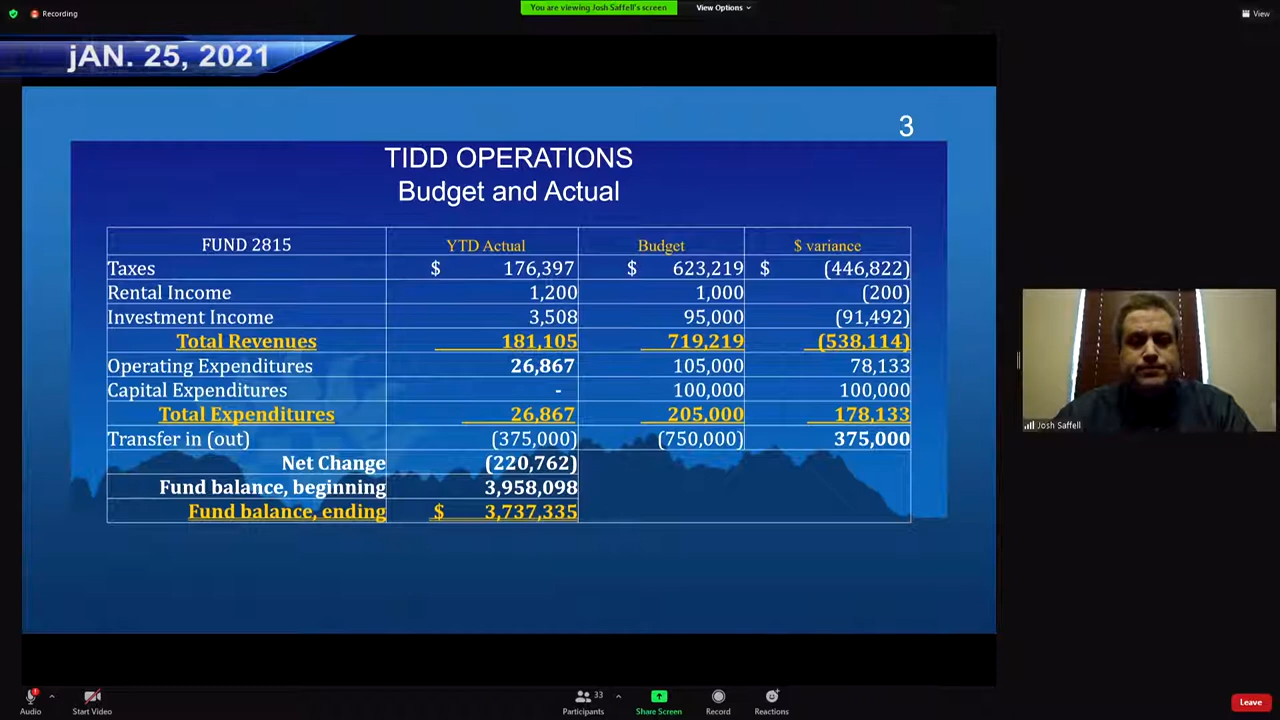 Recording
You are viewing Josh Saffell's screen
View Options
View
jAN. 25, 2021
3
TIDD OPERATIONS
Budget and Actual
FUND 2815 YTD Actual Budget $ variance
Taxes $ 176,397 $ 623,219 $ (446,822)
Rental Income 1,200 1,000 (200)
Investment Income 3,508 95,000 (91,492)
Total Revenues 181,105 719,219 (538,114)
Operating Expenditures 26,867 105,000 78,133
Capital Expenditures - 100,000 100,000
Total Expenditures 26,867 205,000 178,133
Transfer in (out) (375,000) (750,000) 375,000
Net Change (220,762)
Fund balance, beginning 3,958,098
Fund balance, ending $ 3,737,335
Josh Saffell
Audio
Start Video
Participants 33
Share Screen
Record
Reactions
Leave